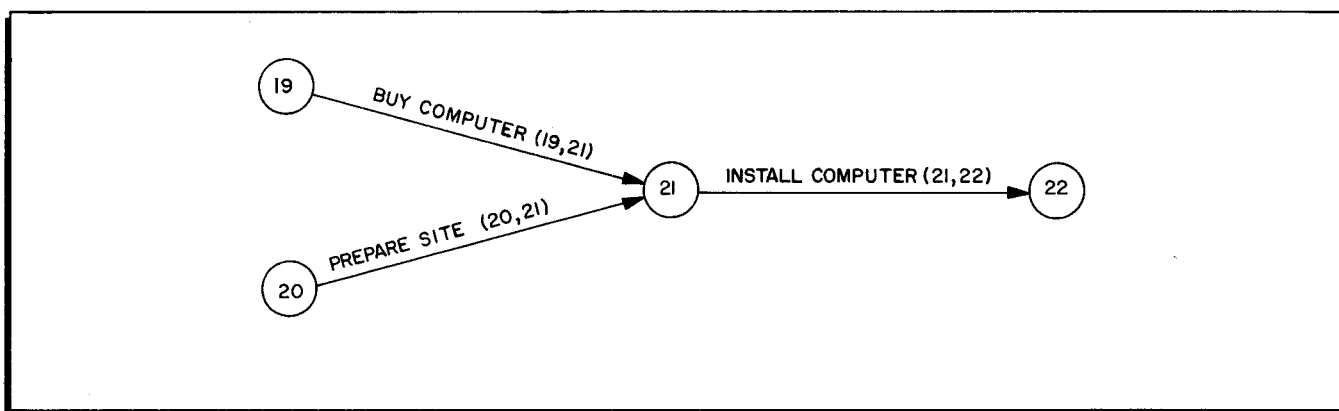 19
BUY COMPUTER (19,21)
21
INSTALL COMPUTER (21,22)
22
PREPARE SITE (20,21)
20